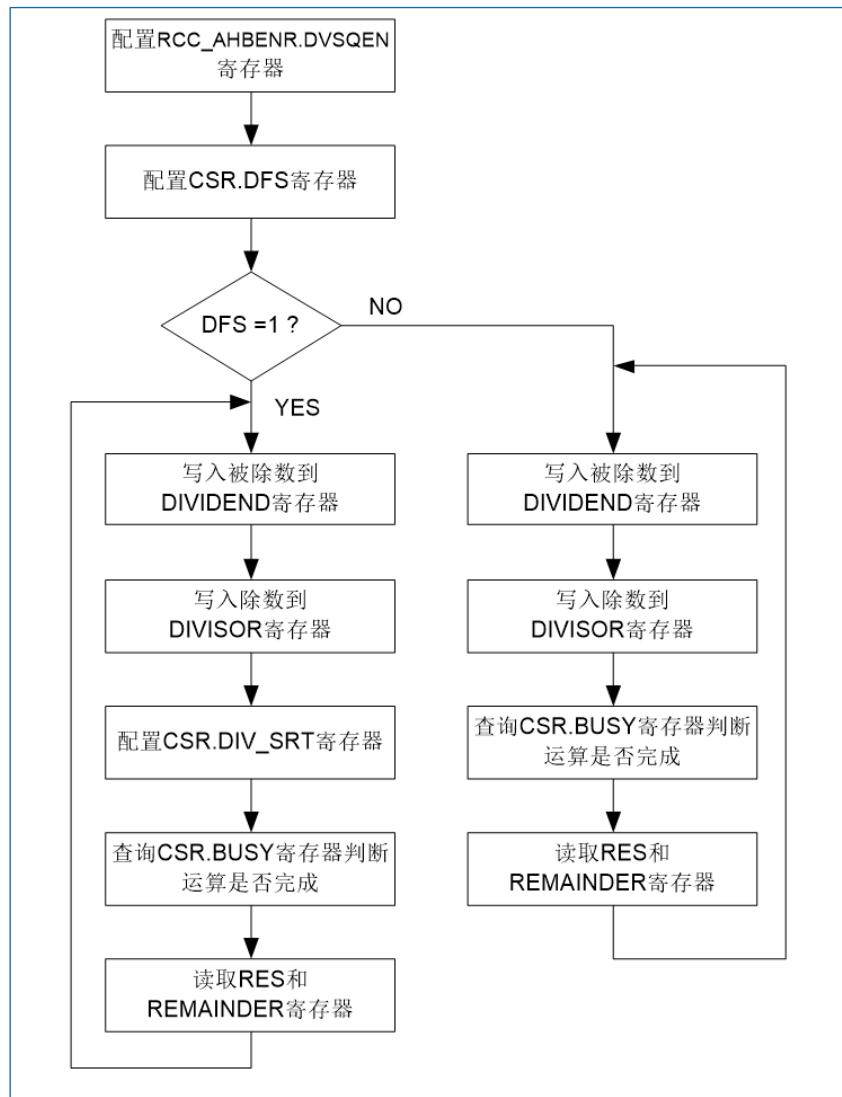 配置RCC_AHBENR.DVSQEN
寄存器
配置CSR.DFS寄存器
DFS =1 ?
NO
YES
写入被除数到
DIVIDEND寄存器
写入除数到
DIVISOR寄存器
配置CSR.DIV_SRT寄存器
查询CSR.BUSY寄存器判断
运算是否完成
读取RES和
REMAINDER寄存器
写入被除数到
DIVIDEND寄存器
写入除数到
DIVISOR寄存器
查询CSR.BUSY寄存器判断
运算是否完成
读取RES和
REMAINDER寄存器